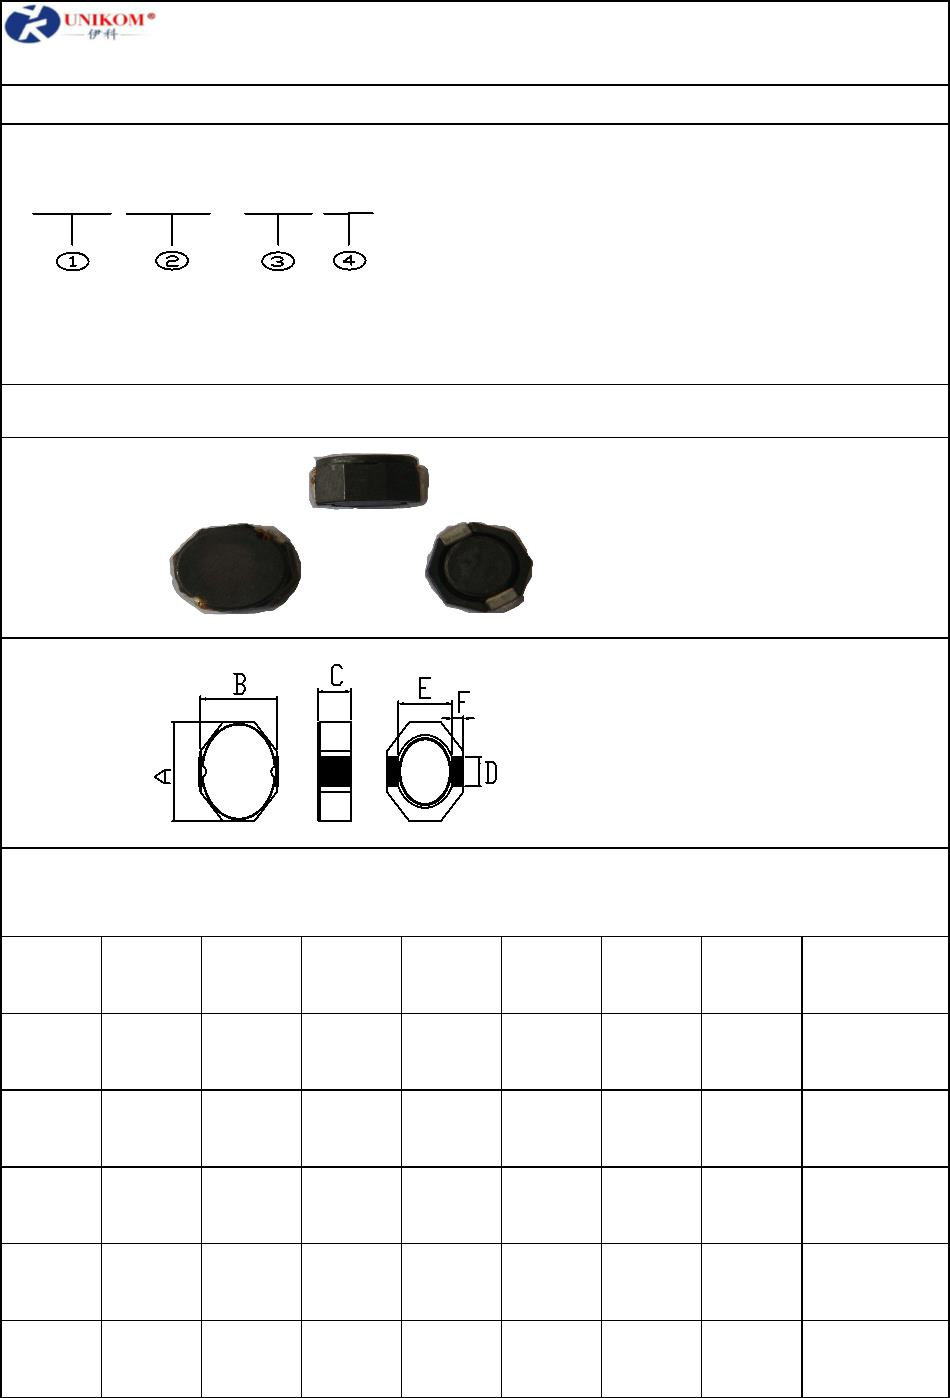 UNIKOM®
伊科
① ② ③ ④
B C E F
A D